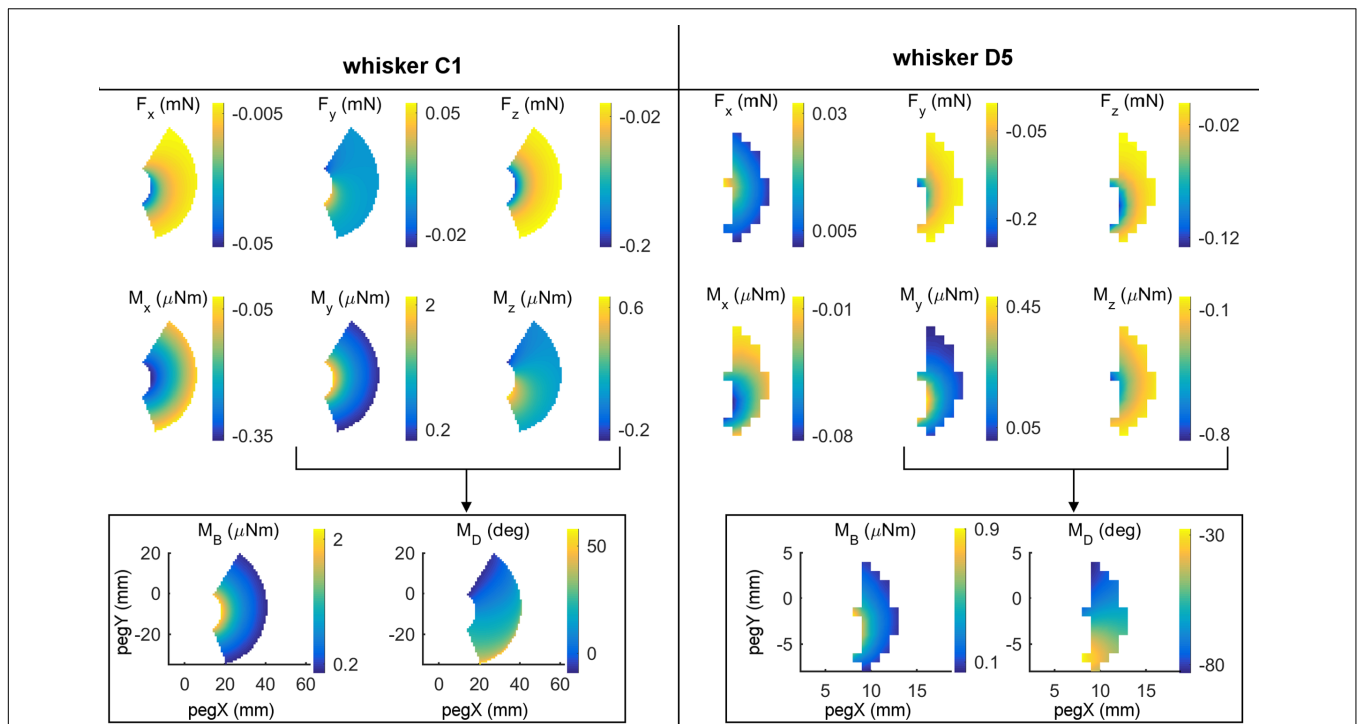 whisker C1
whisker D5
F_x (mN)
F_y (mN)
F_z (mN)
F_x (mN)
F_y (mN)
F_z (mN)
-0.005
-0.05
0.05
-0.02
-0.02
-0.2
0.03
0.005
-0.05
-0.2
-0.02
-0.12
M_x (μNm)
M_y (μNm)
M_z (μNm)
M_x (μNm)
M_y (μNm)
M_z (μNm)
-0.05
-0.35
2
0.2
0.6
-0.2
-0.01
-0.08
0.45
0.05
-0.1
-0.8
M_B (μNm)
20
0
-20
pegY (mm)
0 20 40 60
pegX (mm)
2
0.2
M_D (deg)
20
0
-20
0 20 40 60
pegX (mm)
50
0
M_B (μNm)
5
0
-5
pegY (mm)
5 10 15
pegX (mm)
0.9
0.1
M_D (deg)
5
0
-5
5 10 15
pegX (mm)
-30
-80